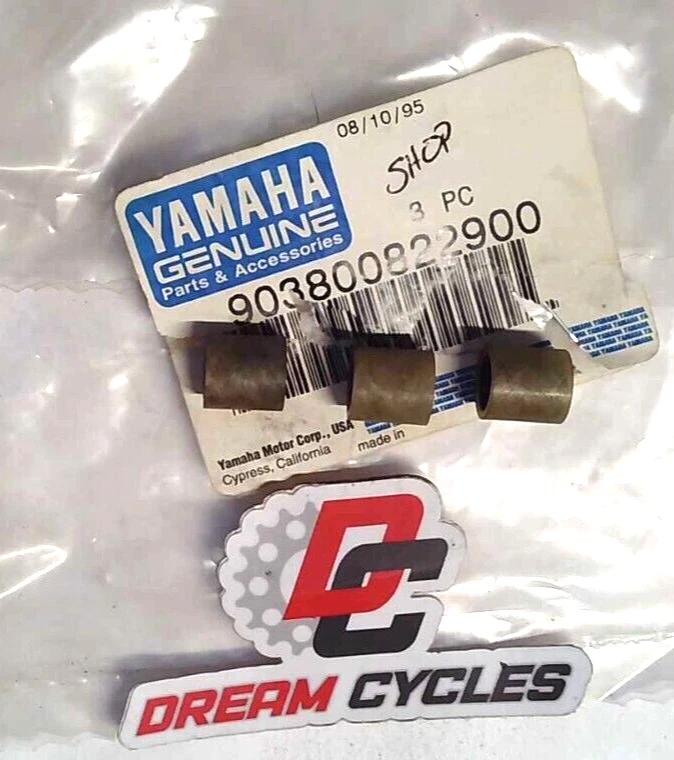 08/10/95
SHOP
YAMAHA
GENUINE
Parts & Accessories
3 PC
903800822900
Yamaha Motor Corp., USA
Cypress, California
made in
DC
DREAM CYCLES